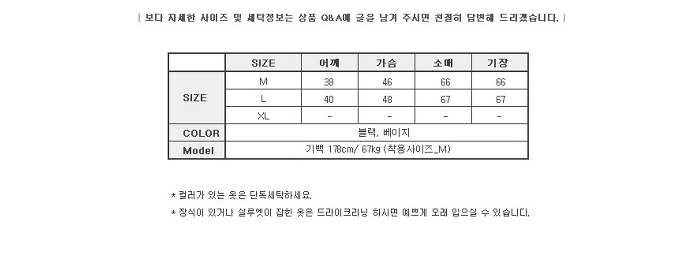 [ 보다 자세한 사이즈 및 세탁정보는 상품 Q&A에 글을 남겨 주시면 친절히 답변해 드리겠습니다. ]
SIZE 어깨 가슴 소매 기장
SIZE M 38 46 66 66
L 40 48 67 67
XL - - - -
COLOR 블랙, 베이지
Model 기백 178cm/ 67kg (착용사이즈_M)
* 컬러가 있는 옷은 단독세탁하세요.
* 장식이 있거나 실루엣이 잡힌 옷은 드라이크리닝 하시면 예쁘게 오래 입으실 수 있습니다.